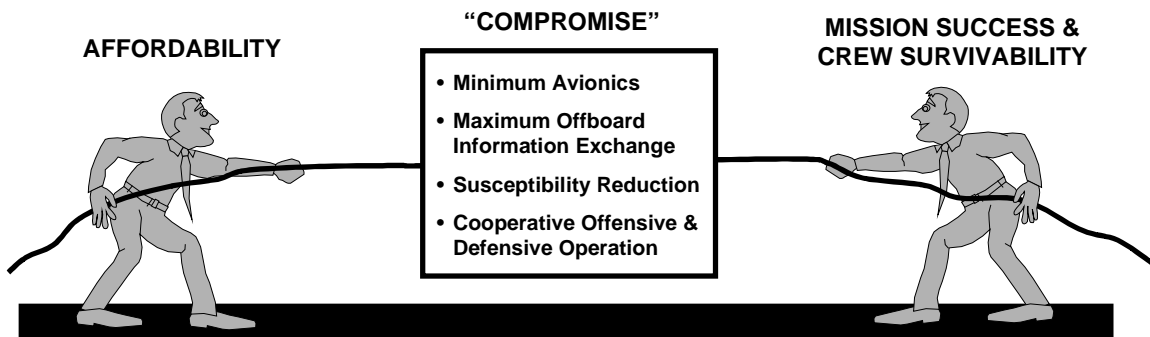 AFFORDABILITY
“COMPROMISE”
• Minimum Avionics
• Maximum Offboard
Information Exchange
• Susceptibility Reduction
• Cooperative Offensive &
Defensive Operation
MISSION SUCCESS &
CREW SURVIVABILITY